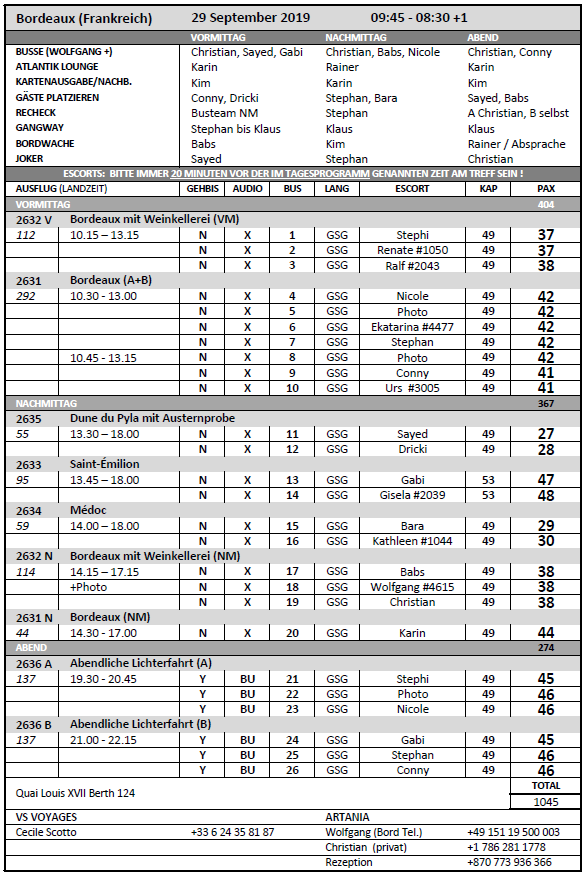 Bordeaux (Frankreich) 29 September 2019 09:45 - 08:30 +1
VORMITTAG NACHMITTAG ABEND
BUSSE (WOLFGANG +) Christian, Sayed, Gabi Christian, Babs, Nicole Christian, Conny
ATLANTIK LOUNGE Karin Rainer Karin
KARTENAUSGABE/NACHB. Kim Karin Kim
GÄSTE PLATZIEREN Conny, Dricki Stephan, Bara Sayed, Babs
RECHECK Busteam NM Stephan A Christian, B selbst
GANGWAY Stephan bis Klaus Klaus Klaus
BORDWACHE Babs Kim Rainer / Absprache
JOKER Sayed Stephan Christian
ESCORTS: BITTE IMMER 20 MINUTEN VOR DER IM TAGESPROGRAMM GENANNTEN ZEIT AM TREFF SEIN !
AUSFLUG (LANDZEIT) GEHBIS AUDIO BUS LANG ESCORT KAP PAX
VORMITTAG 404
2632 V Bordeaux mit Weinkellerei (VM)
112 10.15 – 13.15 N X 1 GSG Stephi 49 37
N X 2 GSG Renate #1050 49 37
N X 3 GSG Ralf #2043 49 38
2631 Bordeaux (A+B)
292 10.30 - 13.00 N X 4 GSG Nicole 49 42
N X 5 GSG Photo 49 42
N X 6 GSG Ekatarina #4477 49 42
N X 7 GSG Stephan 49 42
10.45 - 13.15 N X 8 GSG Photo 49 42
N X 9 GSG Conny 49 41
N X 10 GSG Urs #3005 49 41
NACHMITTAG 367
2635 Dune du Pyla mit Austernprobe
55 13.30 – 18.00 N X 11 GSG Sayed 49 27
N X 12 GSG Dricki 49 28
2633 Saint-Émilion
95 13.45 – 18.00 N X 13 GSG Gabi 53 47
N X 14 GSG Gisela #2039 53 48
2634 Médoc
59 14.00 – 18.00 N X 15 GSG Bara 49 29
N X 16 GSG Kathleen #1044 49 30
2632 N Bordeaux mit Weinkellerei (NM)
114 14.15 – 17.15 N X 17 GSG Babs 49 38
+Photo N X 18 GSG Wolfgang #4615 49 38
N X 19 GSG Christian 49 38
2631 N Bordeaux (NM)
44 14.30 - 17.00 N X 20 GSG Karin 49 44
ABEND 274
2636 A Abendliche Lichterfahrt (A)
137 19.30 - 20.45 Y BU 21 GSG Stephi 49 45
Y BU 22 GSG Photo 49 46
Y BU 23 GSG Nicole 49 46
2636 B Abendliche Lichterfahrt (B)
137 21.00 - 22.15 Y BU 24 GSG Gabi 49 45
Y BU 25 GSG Stephan 49 46
Y BU 26 GSG Conny 49 46
Quai Louis XVII Berth 124 TOTAL
1045
VS VOYAGES ARTANIA
Cecile Scotto +33 6 24 35 81 87 Wolfgang (Bord Tel.) +49 151 19 500 003
Christian (privat) +1 786 281 1778
Rezeption +870 773 936 366